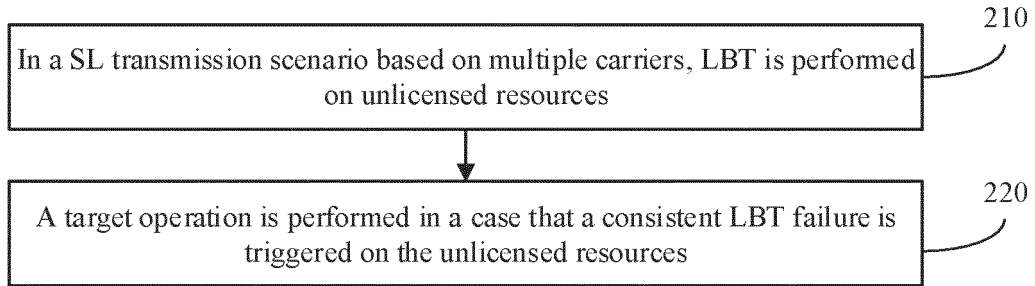 210
In a SL transmission scenario based on multiple carriers, LBT is performed
on unlicensed resources
220
A target operation is performed in a case that a consistent LBT failure is
triggered on the unlicensed resources